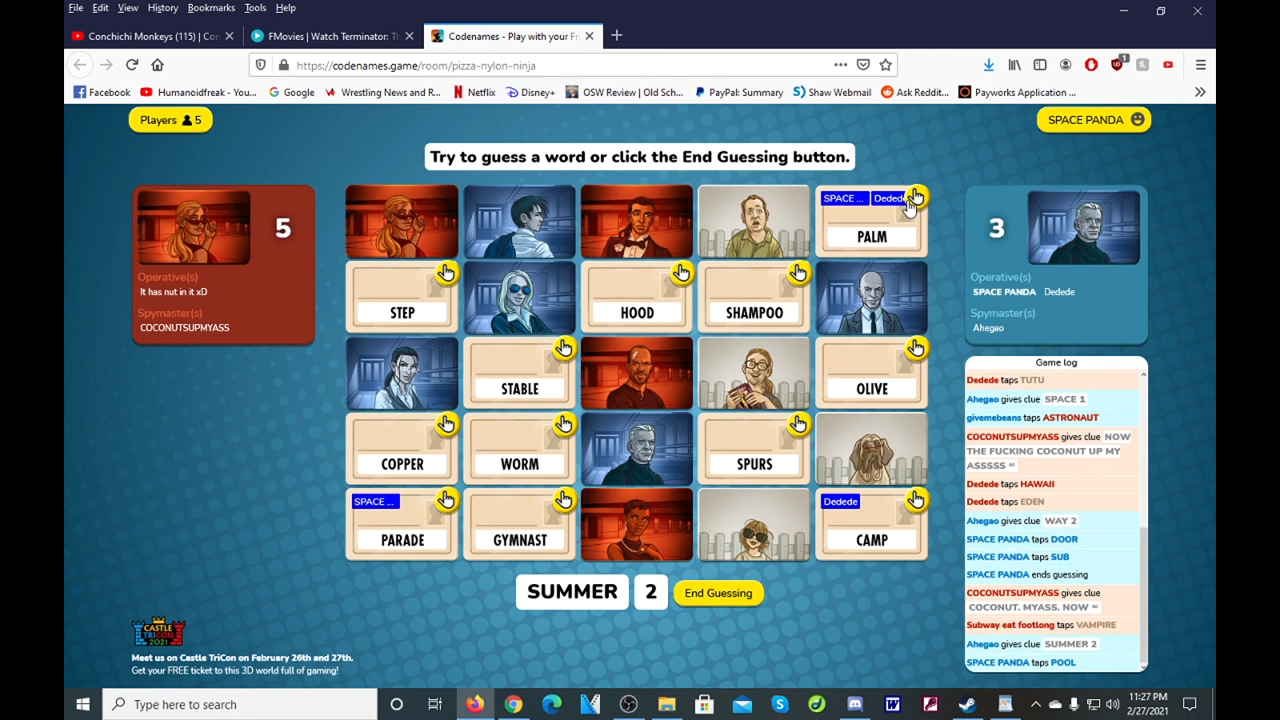 File Edit View History Bookmarks Tools Help
Conchichi Monkeys (115) | Con
FMovies | Watch Terminator: Th
Codenames - Play with your Fri
https://codenames.game/room/pizza-nylon-ninja
Facebook Humanoidfreak - You... Google Wrestling News and R... Netflix Disney+ OSW Review | Old Sch... PayPal: Summary Shaw Webmail Ask Reddit... Payworks Application ...
Players 5
SPACE PANDA
Try to guess a word or click the End Guessing button.
5
Operative(s)
It has nut in it xD
Spymaster(s)
COCONUTSUPMYASS
SPACE ... Dedede
PALM
STEP
HOOD
SHAMPOO
STABLE
OLIVE
COPPER
WORM
SPURS
SPACE ...
PARADE
GYMNAST
Dedede
CAMP
SUMMER 2 End Guessing
3
Operative(s)
SPACE PANDA Dedede
Spymaster(s)
Ahegao
Game log
Dedede taps TUTU
Ahegao gives clue SPACE 1
givemebeans taps ASTRONAUT
COCONUTSUPMYASS gives clue NOW
THE FUCKING COCONUT UP MY
ASSSSS ∞
Dedede taps HAWAII
Dedede taps EDEN
Ahegao gives clue WAY 2
SPACE PANDA taps DOOR
SPACE PANDA taps SUB
SPACE PANDA ends guessing
COCONUTSUPMYASS gives clue
COCONUT. MYASS. NOW ∞
Subway eat footlong taps VAMPIRE
Ahegao gives clue SUMMER 2
SPACE PANDA taps POOL
CASTLE
TRICON
2021
Meet us on Castle TriCon on February 26th and 27th.
Get your FREE ticket to this 3D world full of gaming!
Type here to search
11:27 PM
2/27/2021